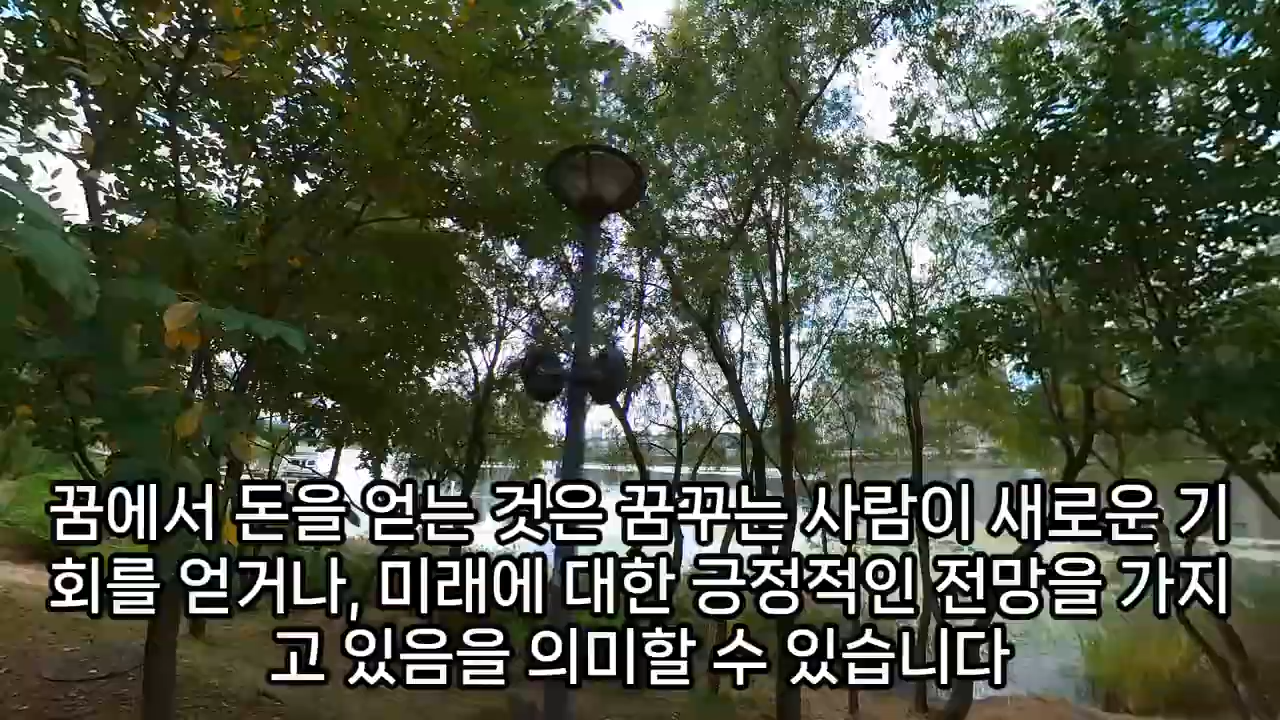 꿈에서 돈을 얻는 것은 꿈꾸는 사람이 새로운 기
회를 얻거나, 미래에 대한 긍정적인 전망을 가지
고 있음을 의미할 수 있습니다